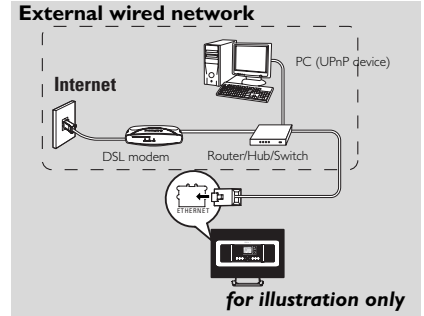 External wired network
PC (UPnP device)
Internet
DSL modem
Router/Hub/Switch
ETHERNET
for illustration only